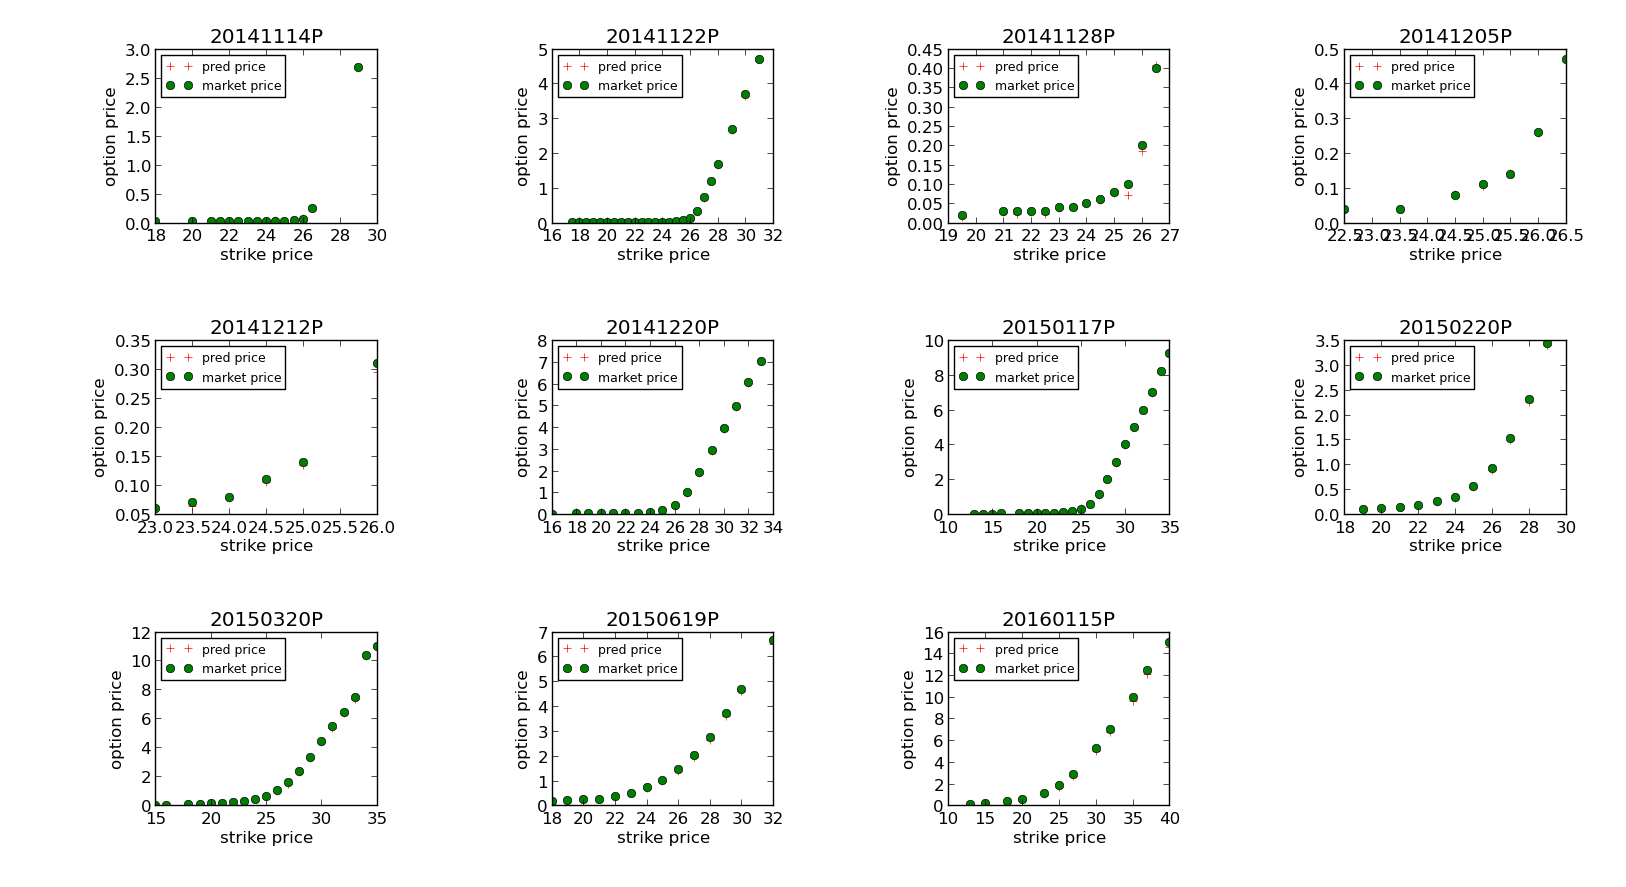 20141114P
3.0
2.5
2.0
1.5
1.0
0.5
0.0
option price
pred price
market price
18 20 22 24 26 28 30
strike price
20141122P
5
4
3
2
1
0
option price
pred price
market price
16 18 20 22 24 26 28 30 32
strike price
20141128P
0.45
0.40
0.35
0.30
0.25
0.20
0.15
0.10
0.05
0.00
option price
pred price
market price
19 20 21 22 23 24 25 26 27
strike price
20141205P
0.5
0.4
0.3
0.2
0.1
0.0
option price
pred price
market price
22.5 23.0 23.5 24.0 24.5 25.0 25.5 26.0 26.5
strike price
20141212P
0.35
0.30
0.25
0.20
0.15
0.10
0.05
option price
pred price
market price
23.0 23.5 24.0 24.5 25.0 25.5 26.0
strike price
20141220P
8
7
6
5
4
3
2
1
0
option price
pred price
market price
16 18 20 22 24 26 28 30 32 34
strike price
20150117P
10
8
6
4
2
0
option price
pred price
market price
10 15 20 25 30 35
strike price
20150220P
3.5
3.0
2.5
2.0
1.5
1.0
0.5
0.0
option price
pred price
market price
18 20 22 24 26 28 30
strike price
20150320P
12
10
8
6
4
2
0
option price
pred price
market price
15 20 25 30 35
strike price
20150619P
7
6
5
4
3
2
1
0
option price
pred price
market price
18 20 22 24 26 28 30 32
strike price
20160115P
16
14
12
10
8
6
4
2
0
option price
pred price
market price
10 15 20 25 30 35 40
strike price